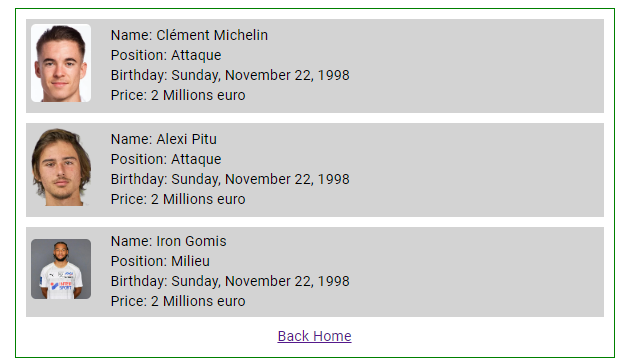 Name: Clément Michelin
Position: Attaque
Birthday: Sunday, November 22, 1998
Price: 2 Millions euro
Name: Alexi Pitu
Position: Attaque
Birthday: Sunday, November 22, 1998
Price: 2 Millions euro
Name: Iron Gomis
Position: Milieu
Birthday: Sunday, November 22, 1998
Price: 2 Millions euro
Back Home